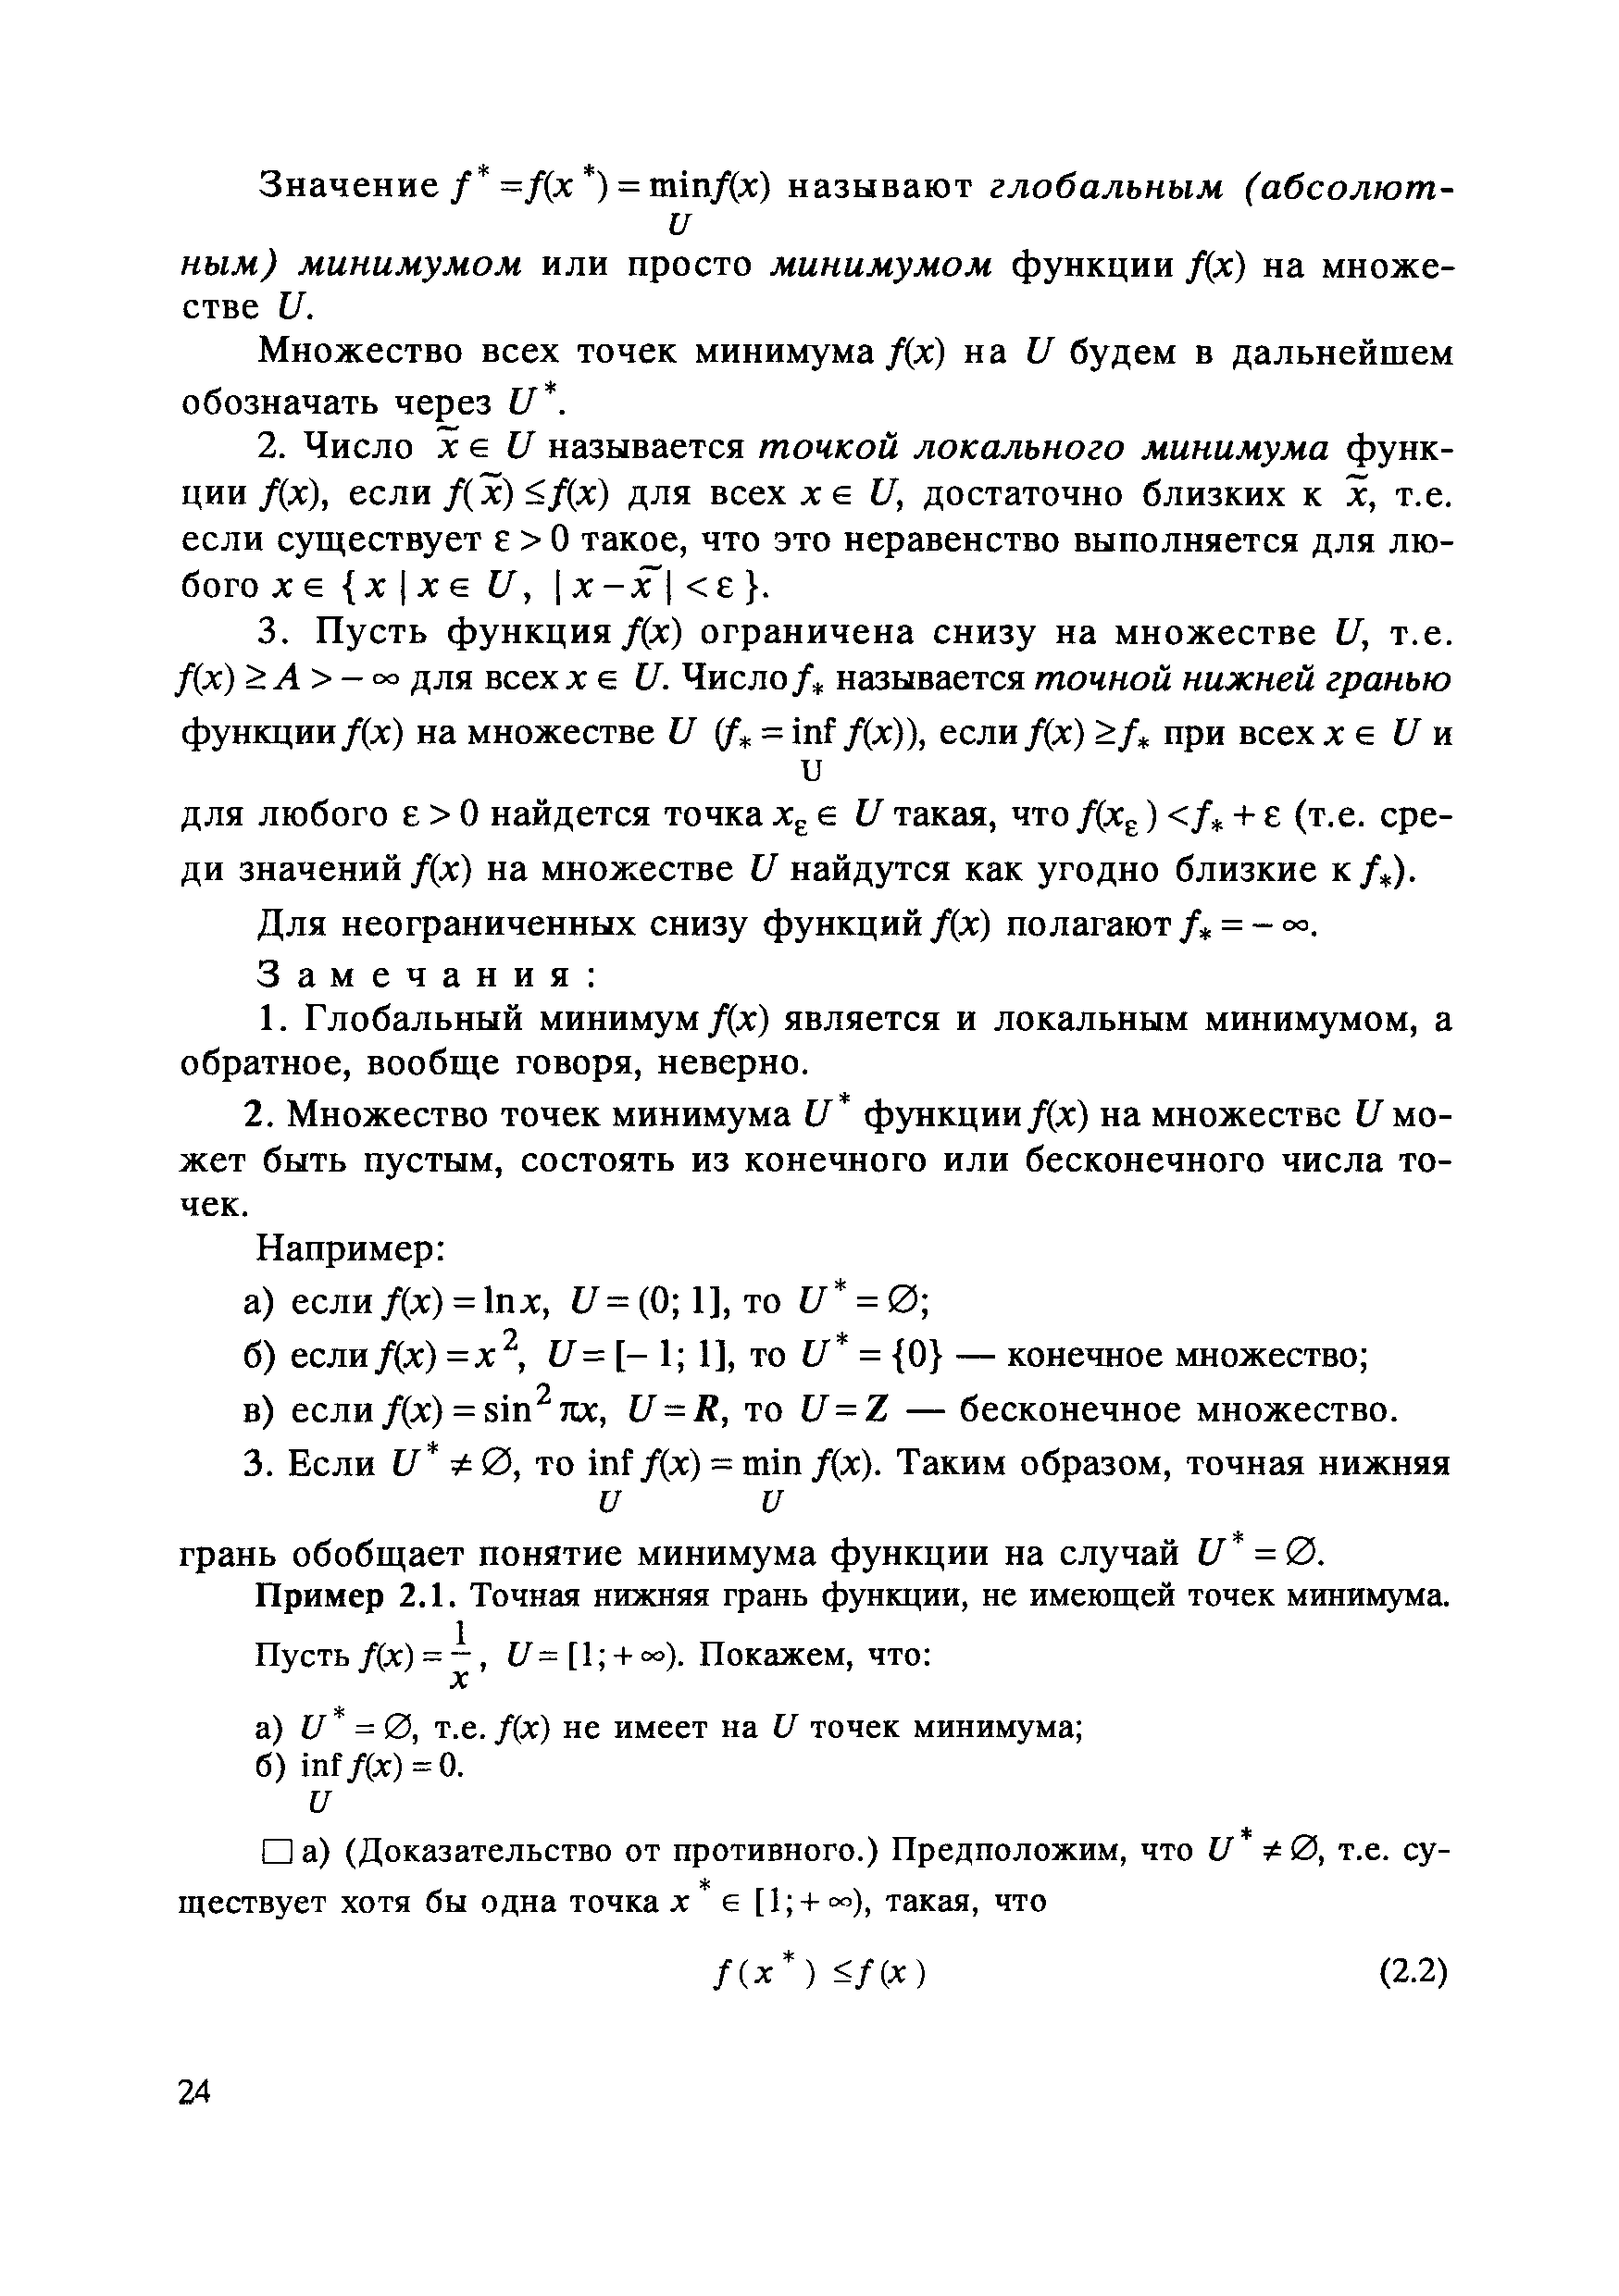 Значение f* =f(x*) = minf(x) называют глобальным (абсолют-
U
ным) минимумом или просто минимумом функции f(x) на множе-
стве U.
Множество всех точек минимума f(x) на U будем в дальнейшем
обозначать через U*.
2. Число x̃ ∈ U называется точкой локального минимума функ-
ции f(x), если f(x̃) ≤ f(x) для всех x ∈ U, достаточно близких к x̃, т.е.
если существует ε > 0 такое, что это неравенство выполняется для лю-
бого x ∈ {x | x ∈ U, | x – x̃ | < ε }.
3. Пусть функция f(x) ограничена снизу на множестве U, т.е.
f(x) ≥ A > – ∞ для всех x ∈ U. Число f* называется точной нижней гранью
функции f(x) на множестве U (f* = inf f(x)), если f(x) ≥ f* при всех x ∈ U и
U
для любого ε > 0 найдется точка xε ∈ U такая, что f(xε) < f* + ε (т.е. сре-
ди значений f(x) на множестве U найдутся как угодно близкие к f*).
Для неограниченных снизу функций f(x) полагают f* = – ∞.
З а м е ч а н и я :
1. Глобальный минимум f(x) является и локальным минимумом, а
обратное, вообще говоря, неверно.
2. Множество точек минимума U* функции f(x) на множестве U мо-
жет быть пустым, состоять из конечного или бесконечного числа то-
чек.
Например:
а) если f(x) = lnx, U = (0; 1], то U* = ∅;
б) если f(x) = x², U = [– 1; 1], то U* = {0} — конечное множество;
в) если f(x) = sin²πx, U = R, то U = Z — бесконечное множество.
3. Если U* ≠ ∅, то inf f(x) = min f(x). Таким образом, точная нижняя
U U
грань обобщает понятие минимума функции на случай U* = ∅.
Пример 2.1. Точная нижняя грань функции, не имеющей точек минимума.
Пусть f(x) = 1/x, U = [1; + ∞). Покажем, что:
а) U* = ∅, т.е. f(x) не имеет на U точек минимума;
б) inf f(x) = 0.
U
□ а) (Доказательство от противного.) Предположим, что U* ≠ ∅, т.е. су-
ществует хотя бы одна точка x* ∈ [1; + ∞), такая, что
f(x*) ≤ f(x) (2.2)
24